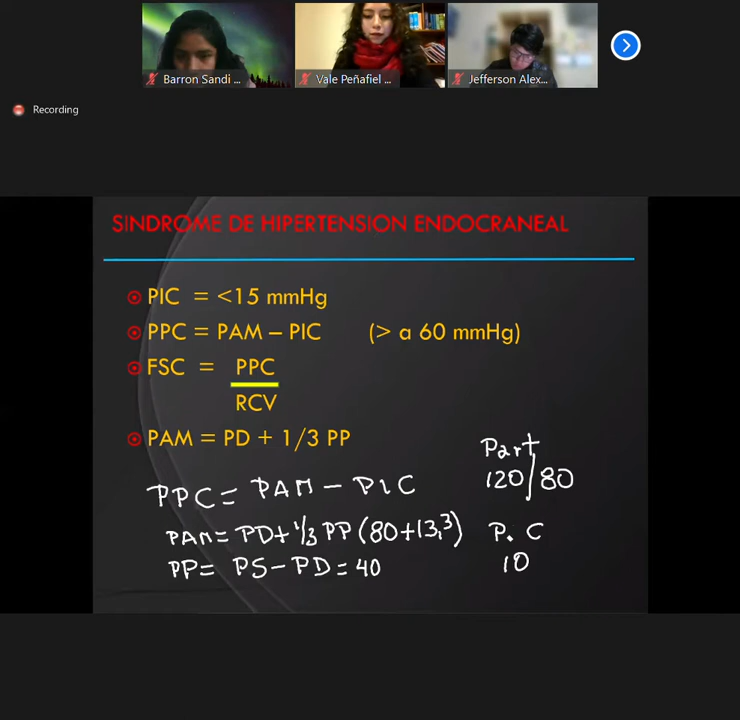 Barron Sandi ...
Vale Peñafiel ...
Jefferson Alex...
Recording
SINDROME DE HIPERTENSION ENDOCRANEAL
PIC = <15 mmHg
PPC = PAM – PIC (> a 60 mmHg)
FSC = PPC
RCV
PAM = PD + 1/3 PP
Part
120/80
PPC = PAM - PIC
PAM = PD + 1/3 PP (80 + 13,3)
P. C
10
PP = PS - PD = 40